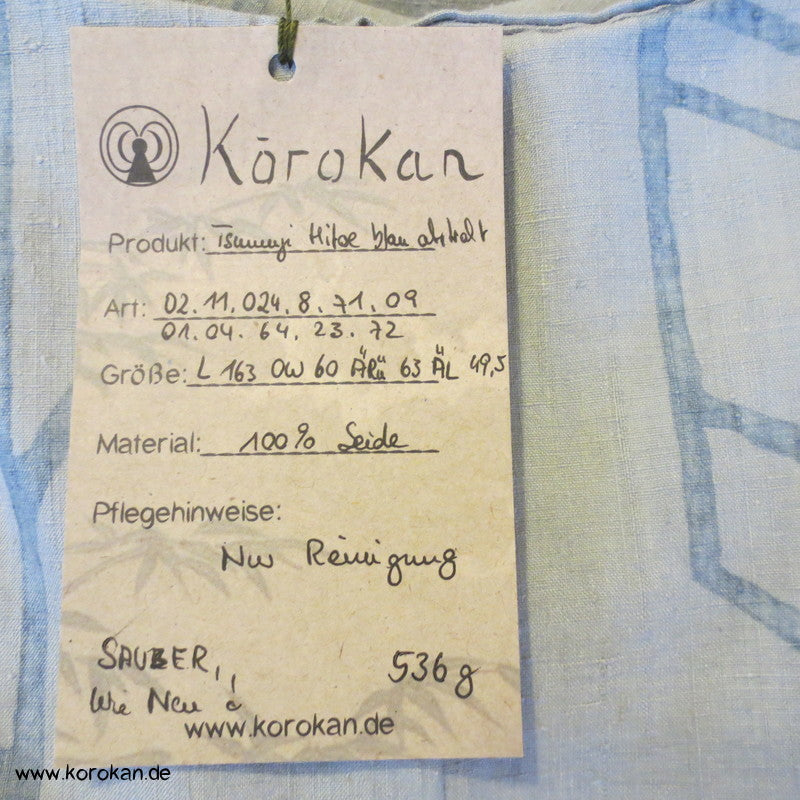 Kōrokan
Produkt: Tsumugi Hitoe blau abstrakt
Art: 02.11.024.8.71.09
01.04.64.23.72
Größe: L 163 OW 60 ÄRü 63 ÄL 49,5
Material: 100% Seide
Pflegehinweise:
Nur Reinigung
SAUBER,
536g
Wie Neu
www.korokan.de
www.korokan.de